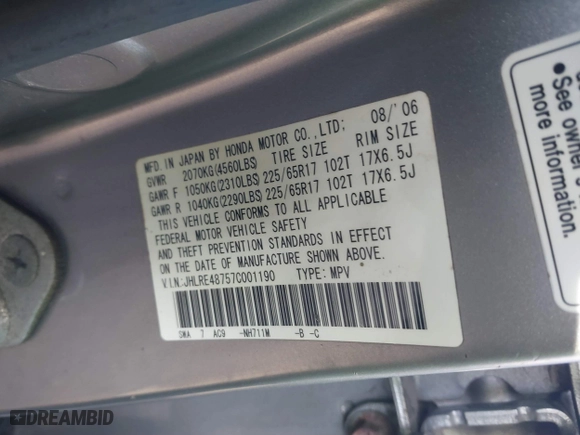 MFD. IN JAPAN BY HONDA MOTOR CO., LTD; 08/'06
GVWR 2070KG(4560LBS) TIRE SIZE RIM SIZE
GAWR F 1050KG(2310LBS) 225/65R17 102T 17X6.5J
GAWR R 1040KG(2290LBS) 225/65R17 102T 17X6.5J
THIS VEHICLE CONFORMS TO ALL APPLICABLE
FEDERAL MOTOR VEHICLE SAFETY
AND THEFT PREVENTION STANDARDS IN EFFECT
ON THE DATE OF MANUFACTURE SHOWN ABOVE.
V.I.N:JHLRE48757C001190 TYPE: MPV
SWA 7 AC9 -NH711M -B -C
• See owner
more information.
DREAMBID